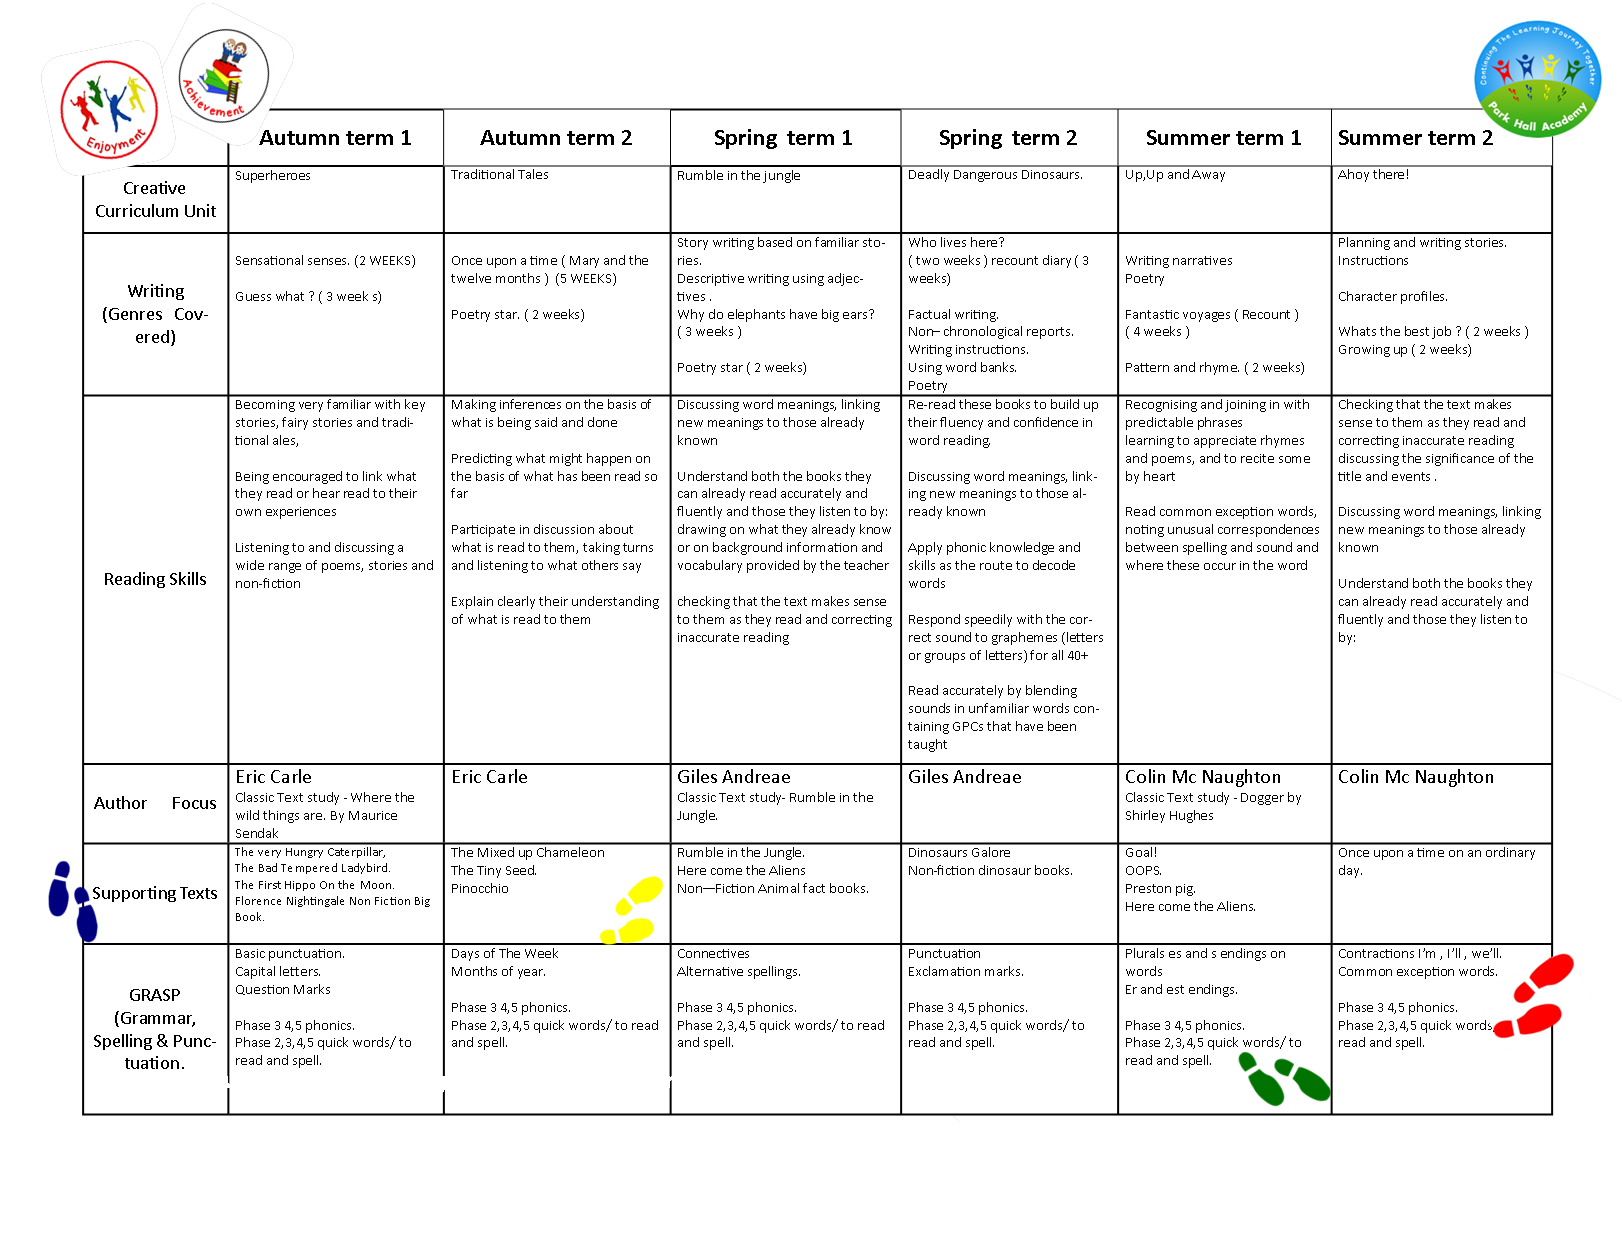 Enjoyment
Achievement
Continuing The Learning Journey Together
Park Hall Academy
Autumn term 1
Autumn term 2
Spring term 1
Spring term 2
Summer term 1
Summer term 2
Creative
Curriculum Unit
Superheroes
Traditional Tales
Rumble in the jungle
Deadly Dangerous Dinosaurs.
Up,Up and Away
Ahoy there!
Writing
(Genres Cov-
ered)
Sensational senses. (2 WEEKS)
Guess what ? ( 3 week s)
Once upon a time ( Mary and the
twelve months ) (5 WEEKS)
Poetry star. ( 2 weeks)
Story writing based on familiar sto-
ries.
Descriptive writing using adjec-
tives .
Why do elephants have big ears?
( 3 weeks )
Poetry star ( 2 weeks)
Who lives here?
( two weeks ) recount diary ( 3
weeks)
Factual writing.
Non– chronological reports.
Writing instructions.
Using word banks.
Poetry
Writing narratives
Poetry
Fantastic voyages ( Recount )
( 4 weeks )
Pattern and rhyme. ( 2 weeks)
Planning and writing stories.
Instructions
Character profiles.
Whats the best job ? ( 2 weeks )
Growing up ( 2 weeks)
Reading Skills
Becoming very familiar with key
stories, fairy stories and tradi-
tional ales,
Being encouraged to link what
they read or hear read to their
own experiences
Listening to and discussing a
wide range of poems, stories and
non-fiction
Making inferences on the basis of
what is being said and done
Predicting what might happen on
the basis of what has been read so
far
Participate in discussion about
what is read to them, taking turns
and listening to what others say
Explain clearly their understanding
of what is read to them
Discussing word meanings, linking
new meanings to those already
known
Understand both the books they
can already read accurately and
fluently and those they listen to by:
drawing on what they already know
or on background information and
vocabulary provided by the teacher
checking that the text makes sense
to them as they read and correcting
inaccurate reading
Re-read these books to build up
their fluency and confidence in
word reading.
Discussing word meanings, link-
ing new meanings to those al-
ready known
Apply phonic knowledge and
skills as the route to decode
words
Respond speedily with the cor-
rect sound to graphemes (letters
or groups of letters) for all 40+
Read accurately by blending
sounds in unfamiliar words con-
taining GPCs that have been
taught
Recognising and joining in with
predictable phrases
learning to appreciate rhymes
and poems, and to recite some
by heart
Read common exception words,
noting unusual correspondences
between spelling and sound and
where these occur in the word
Checking that the text makes
sense to them as they read and
correcting inaccurate reading
discussing the significance of the
title and events .
Discussing word meanings, linking
new meanings to those already
known
Understand both the books they
can already read accurately and
fluently and those they listen to
by:
Author Focus
Eric Carle
Classic Text study - Where the
wild things are. By Maurice
Sendak
Eric Carle
Giles Andreae
Classic Text study- Rumble in the
Jungle.
Giles Andreae
Colin Mc Naughton
Classic Text study - Dogger by
Shirley Hughes
Colin Mc Naughton
Supporting Texts
The very Hungry Caterpillar,
The Bad Tempered Ladybird.
The First Hippo On the Moon.
Florence Nightingale Non Fiction Big
Book.
The Mixed up Chameleon
The Tiny Seed.
Pinocchio
Rumble in the Jungle.
Here come the Aliens
Non—Fiction Animal fact books.
Dinosaurs Galore
Non-fiction dinosaur books.
Goal!
OOPS.
Preston pig.
Here come the Aliens.
Once upon a time on an ordinary
day.
GRASP
(Grammar,
Spelling & Punc-
tuation.
Basic punctuation.
Capital letters.
Question Marks
Phase 3 4,5 phonics.
Phase 2,3,4,5 quick words/ to
read and spell.
Days of The Week
Months of year.
Phase 3 4,5 phonics.
Phase 2,3,4,5 quick words/ to read
and spell.
Connectives
Alternative spellings.
Phase 3 4,5 phonics.
Phase 2,3,4,5 quick words/ to read
and spell.
Punctuation
Exclamation marks.
Phase 3 4,5 phonics.
Phase 2,3,4,5 quick words/ to
read and spell.
Plurals es and s endings on
words
Er and est endings.
Phase 3 4,5 phonics.
Phase 2,3,4,5 quick words/ to
read and spell.
Contractions I'm , I'll , we'll.
Common exception words.
Phase 3 4,5 phonics.
Phase 2,3,4,5 quick words
read and spell.